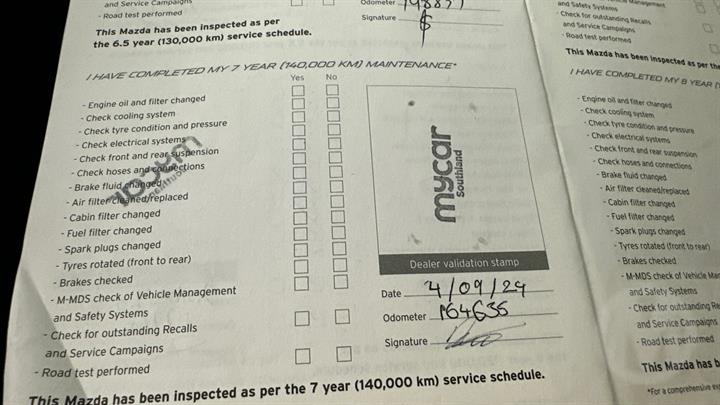 and Service Campaigns
- Road test performed
This Mazda has been inspected as per
the 6.5 year (130,000 km) service schedule.
Odometer
Signature
I HAVE COMPLETED MY 7 YEAR (140,000 KM) MAINTENANCE*
Yes No
- Engine oil and filter changed
- Check cooling system
- Check tyre condition and pressure
- Check electrical systems
- Check front and rear suspension
- Check hoses and connections
- Brake fluid changed
- Air filter cleaned/replaced
- Cabin filter changed
- Fuel filter changed
- Spark plugs changed
- Tyres rotated (front to rear)
- Brakes checked
- M-MDS check of Vehicle Management
and Safety Systems
- Check for outstanding Recalls
and Service Campaigns
- Road test performed
This Mazda has been inspected as per the 7 year (140,000 km) service schedule.
mycar
Southland
Dealer validation stamp
Date 4/09/24
Odometer 164635
Signature
and Safety Systems
- Check for outstanding Recalls
and Service Campaigns
- Road test performed
This Mazda has been inspected as per the
I HAVE COMPLETED MY 8 YEAR
- Engine oil and filter changed
- Check cooling system
- Check tyre condition and pressure
- Check electrical systems
- Check front and rear suspension
- Check hoses and connections
- Brake fluid changed
- Air filter cleaned/replaced
- Cabin filter changed
- Fuel filter changed
- Spark plugs changed
- Tyres rotated (front to rear)
- Brakes checked
- M-MDS check of Vehicle Ma
and Safety Systems
- Check for outstanding Re
and Service Campaigns
- Road test performed
This Mazda has b
*For a comprehensive ex